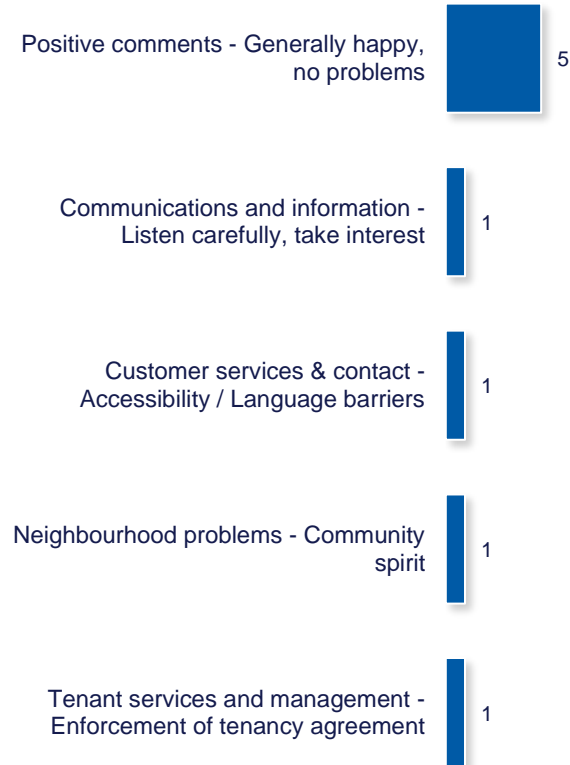 Positive comments - Generally happy,
no problems
5
Communications and information -
Listen carefully, take interest
1
Customer services & contact -
Accessibility / Language barriers
1
Neighbourhood problems - Community
spirit
1
Tenant services and management -
Enforcement of tenancy agreement
1